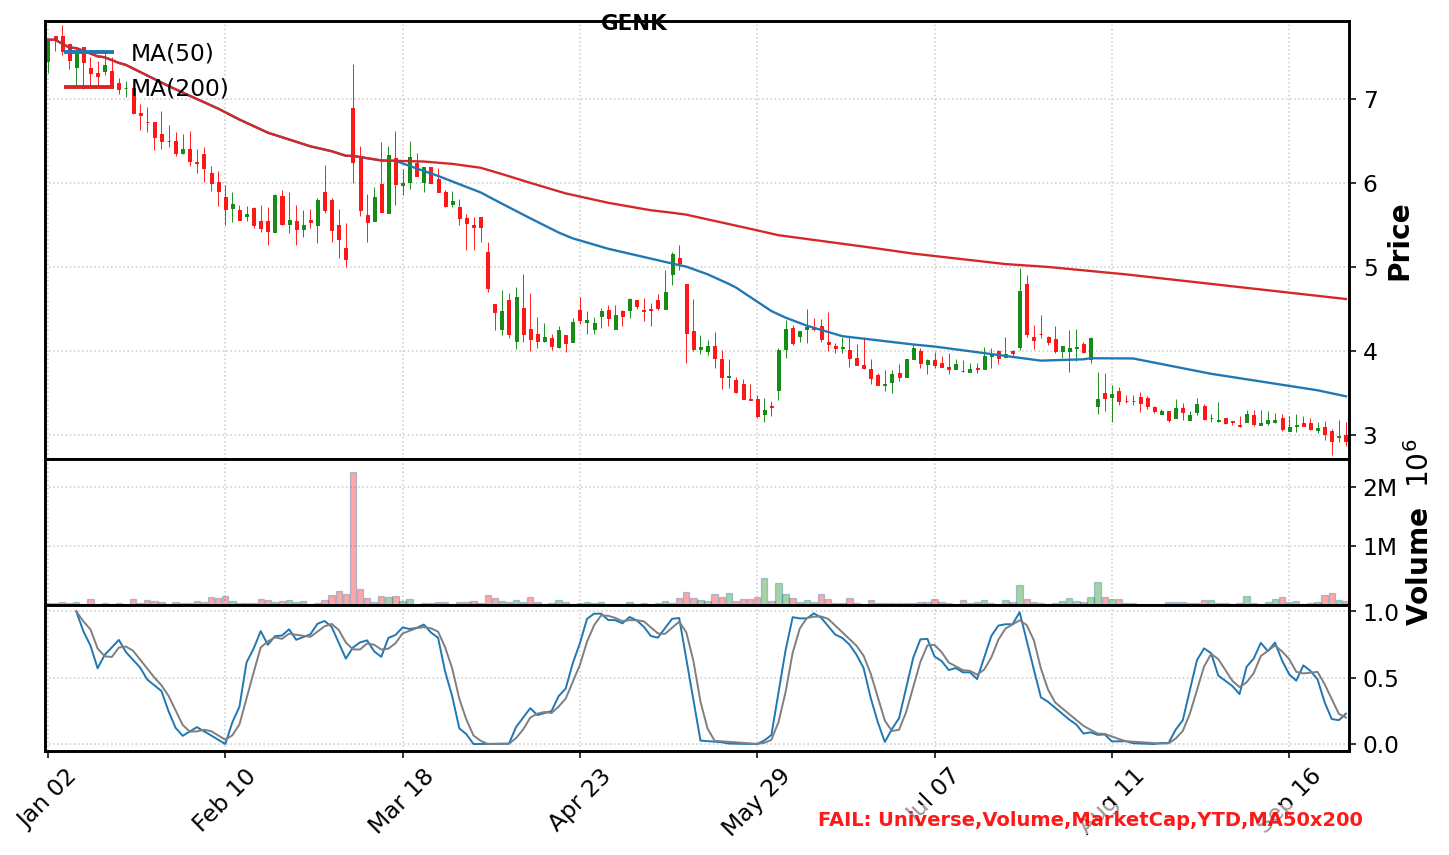 GENK
MA(50)
MA(200)
7
6
5
4
3
Price
2M
1M
Volume 10^6
1.0
0.5
0.0
Jan 02
Feb 10
Mar 18
Apr 23
May 29
Jul 07
Aug 11
Sep 16
FAIL: Universe,Volume,MarketCap,YTD,MA50x200